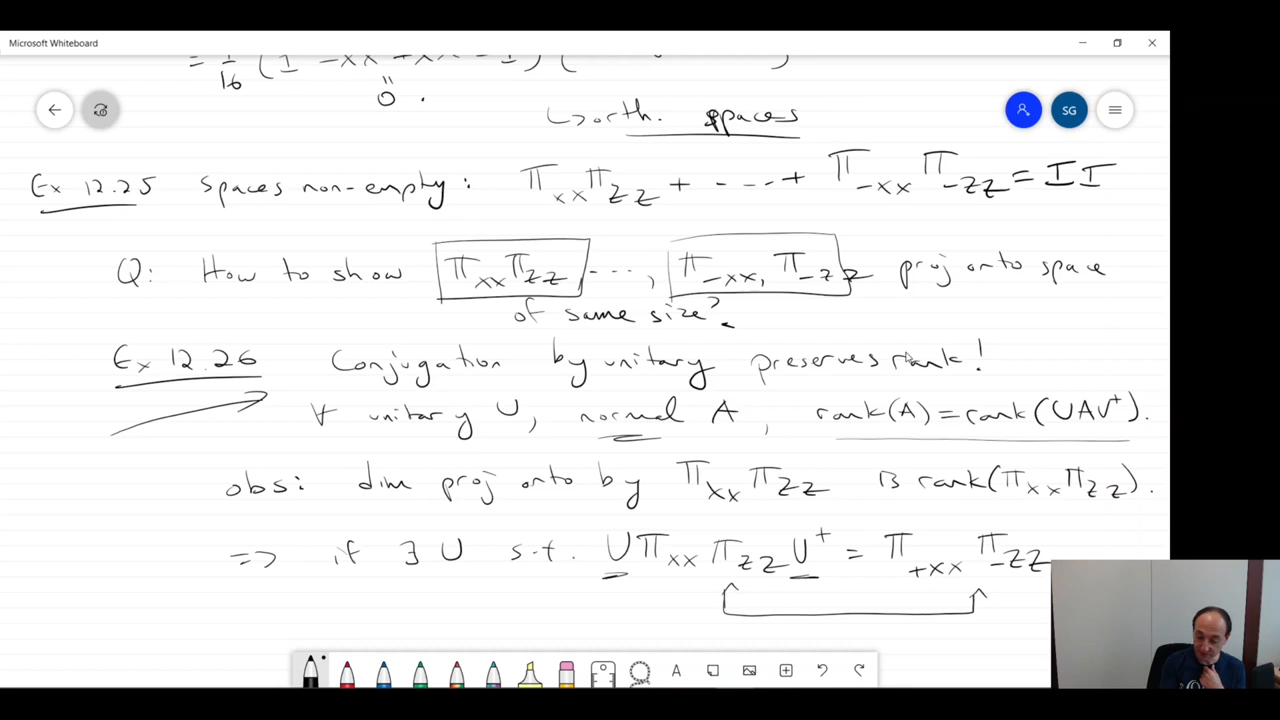 Microsoft Whiteboard
= 1/16 (I - XX + XX - I) (
0 .
SG
↳ orth. spaces
Ex 12.25 spaces non-empty: Π_XX Π_ZZ + - - - + Π_-XX Π_-ZZ = II
Q: How to show Π_XX Π_ZZ, ..., Π_-XX, Π_-ZZ proj onto space
of same size?
Ex 12.26 Conjugation by unitary preserves rank!
∀ unitary U, normal A, rank(A) = rank(UAU†).
obs: dim proj onto by Π_XX Π_ZZ is rank(Π_XX Π_ZZ).
=> if ∃ U s.t. U Π_XX Π_ZZ U† = Π_+XX Π_-ZZ
A